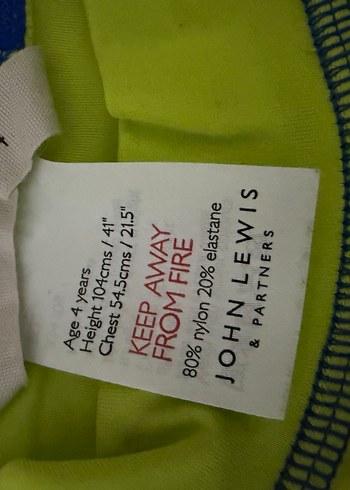 Age 4 years
Height 104cms / 41"
Chest 54.5cms / 21.5"
KEEP AWAY
FROM FIRE
80% nylon 20% elastane
JOHN LEWIS
& PARTNERS